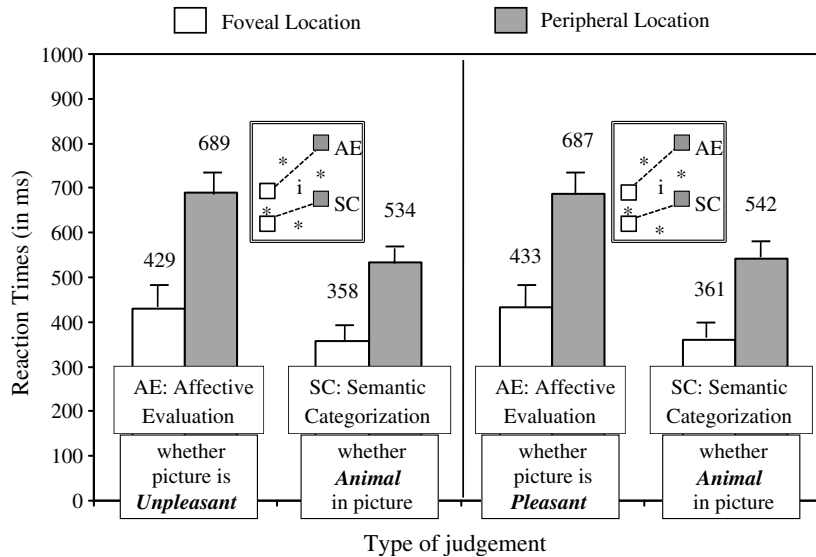 Foveal Location
Peripheral Location
Reaction Times (in ms)
1000
900
800
700
600
500
400
300
200
100
0
429
689
358
534
433
687
361
542
* AE
i *
* SC
*
* AE
i *
* SC
*
AE: Affective
Evaluation
SC: Semantic
Categorization
AE: Affective
Evaluation
SC: Semantic
Categorization
whether
picture is
Unpleasant
whether
Animal
in picture
whether
picture is
Pleasant
whether
Animal
in picture
Type of judgement